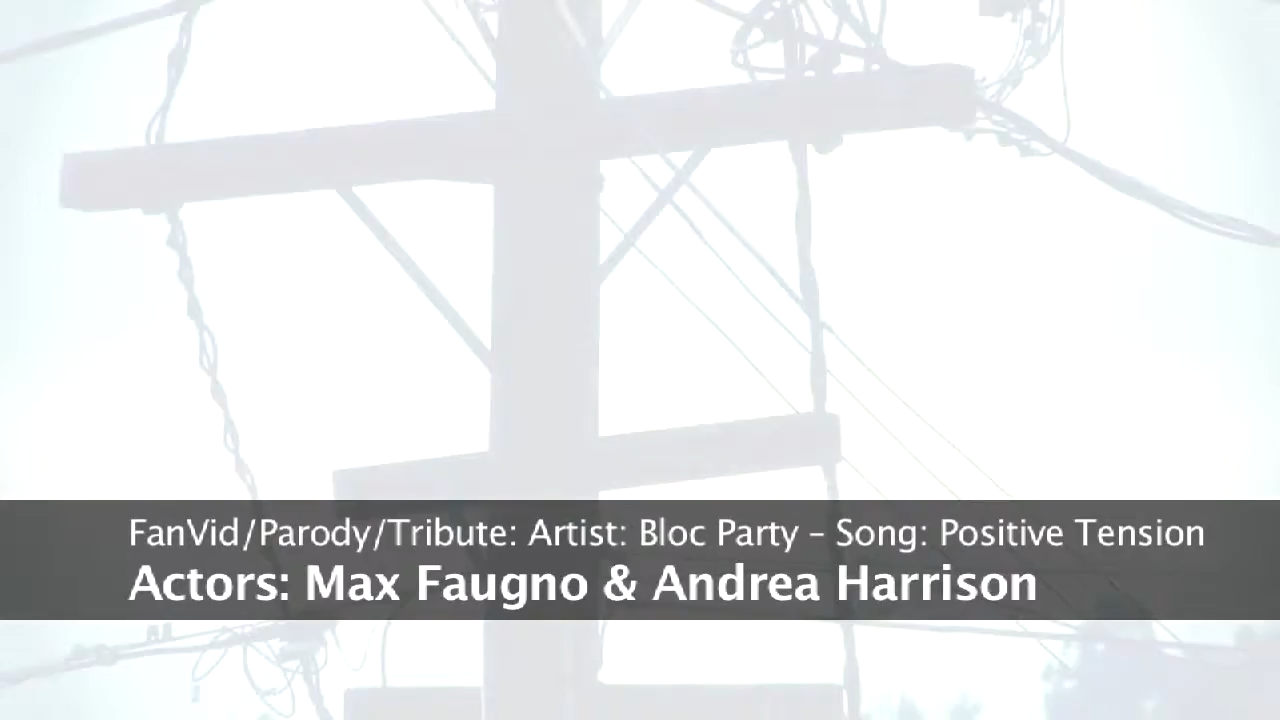 FanVid/Parody/Tribute: Artist: Bloc Party – Song: Positive Tension
Actors: Max Faugno & Andrea Harrison